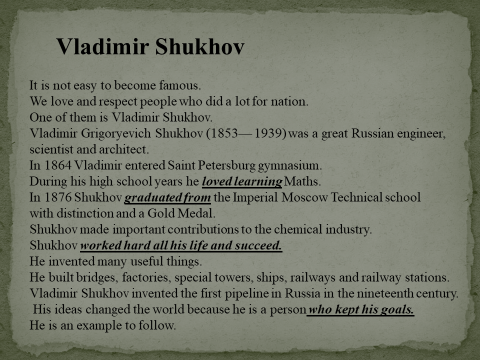 Vladimir Shukhov
It is not easy to become famous.
We love and respect people who did a lot for nation.
One of them is Vladimir Shukhov.
Vladimir Grigoryevich Shukhov (1853— 1939) was a great Russian engineer,
scientist and architect.
In 1864 Vladimir entered Saint Petersburg gymnasium.
During his high school years he loved learning Maths.
In 1876 Shukhov graduated from the Imperial Moscow Technical school
with distinction and a Gold Medal.
Shukhov made important contributions to the chemical industry.
Shukhov worked hard all his life and succeed.
He invented many useful things.
He built bridges, factories, special towers, ships, railways and railway stations.
Vladimir Shukhov invented the first pipeline in Russia in the nineteenth century.
His ideas changed the world because he is a person who kept his goals.
He is an example to follow.